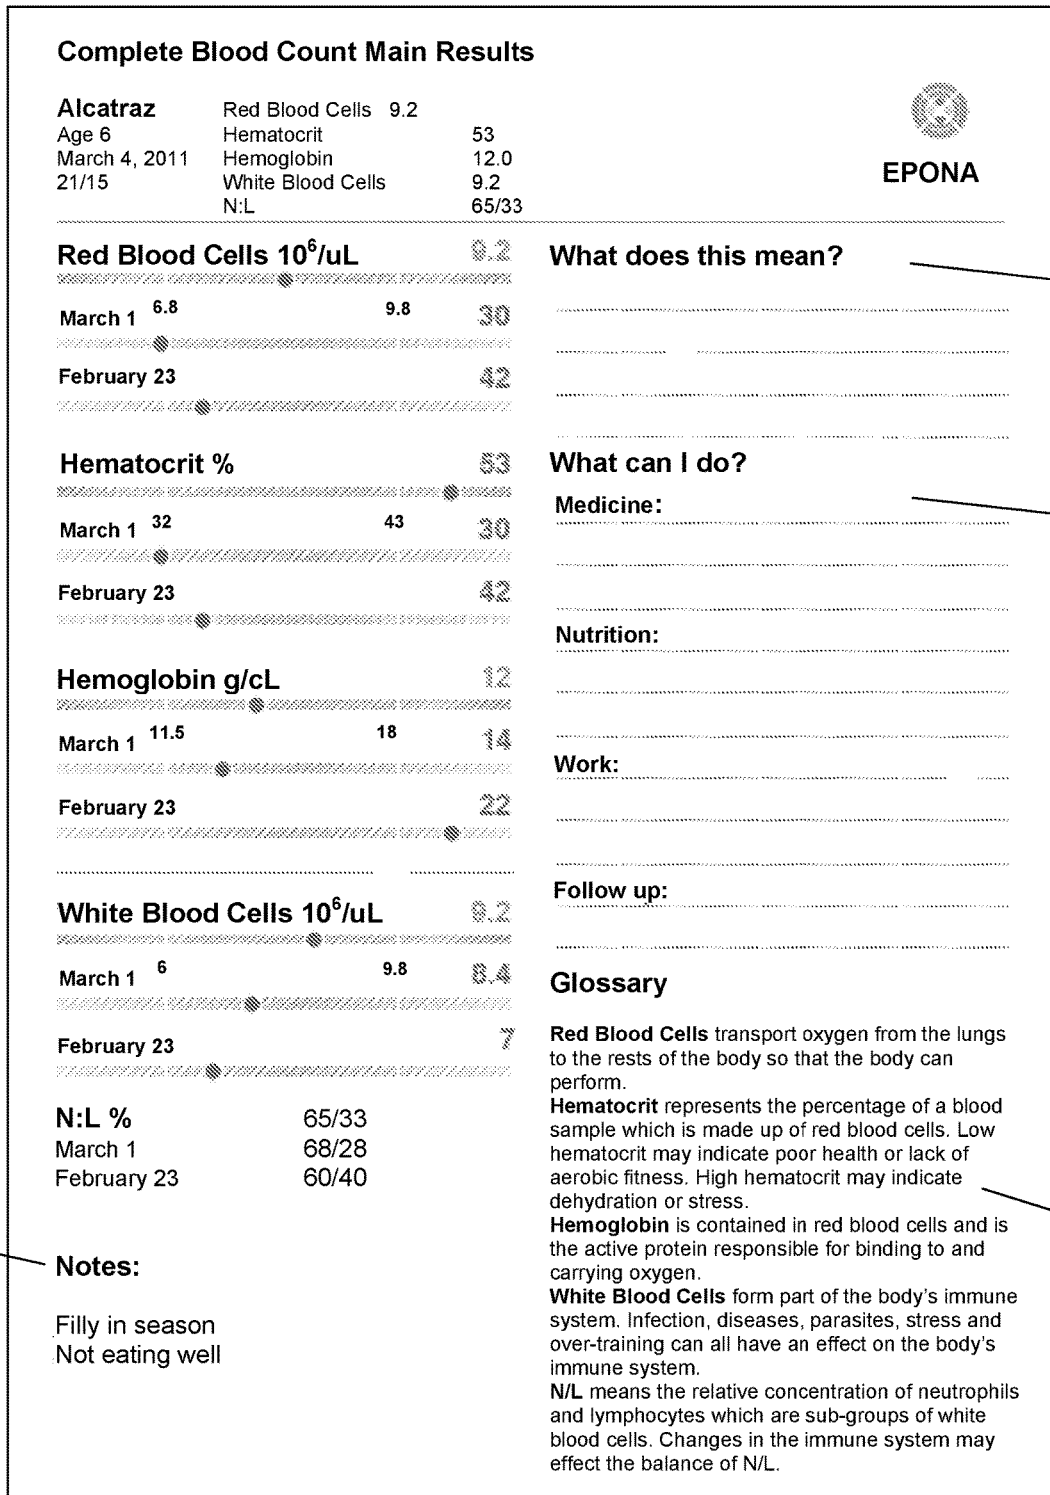 Complete Blood Count Main Results
Alcatraz
Age 6
March 4, 2011
21/15
Red Blood Cells 9.2
Hematocrit 53
Hemoglobin 12.0
White Blood Cells 9.2
N:L 65/33
EPONA
Red Blood Cells 10⁶/uL 9.2
March 1 6.8 9.8 30
February 23 42
Hematocrit % 53
March 1 32 43 30
February 23 42
Hemoglobin g/cL 12
March 1 11.5 18 14
February 23 22
White Blood Cells 10⁶/uL 9.2
March 1 6 9.8 8.4
February 23 7
N:L % 65/33
March 1 68/28
February 23 60/40
Notes:
Filly in season
Not eating well
What does this mean?
What can I do?
Medicine:
Nutrition:
Work:
Follow up:
Glossary
Red Blood Cells transport oxygen from the lungs
to the rests of the body so that the body can
perform.
Hematocrit represents the percentage of a blood
sample which is made up of red blood cells. Low
hematocrit may indicate poor health or lack of
aerobic fitness. High hematocrit may indicate
dehydration or stress.
Hemoglobin is contained in red blood cells and is
the active protein responsible for binding to and
carrying oxygen.
White Blood Cells form part of the body's immune
system. Infection, diseases, parasites, stress and
over-training can all have an effect on the body's
immune system.
N/L means the relative concentration of neutrophils
and lymphocytes which are sub-groups of white
blood cells. Changes in the immune system may
effect the balance of N/L.